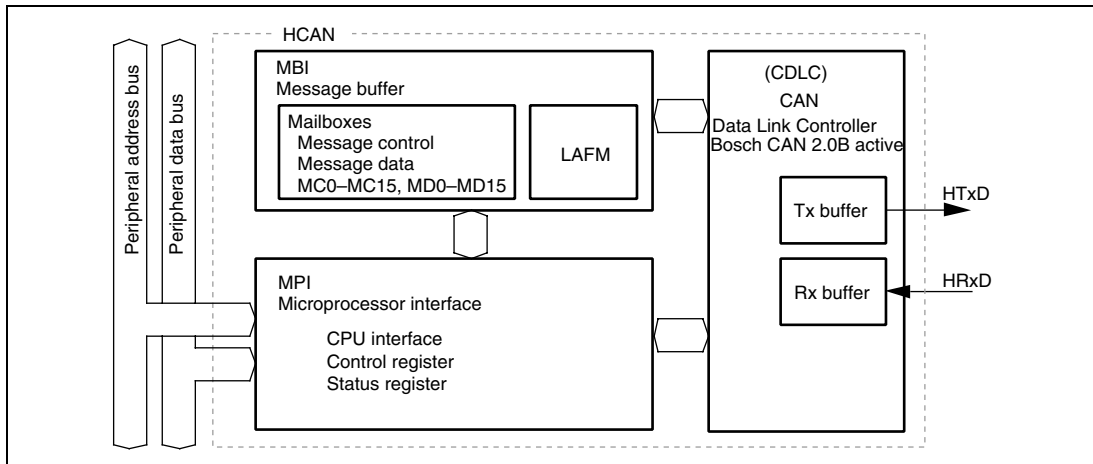 Peripheral address bus
Peripheral data bus
HCAN
MBI
Message buffer
Mailboxes
Message control
Message data
MC0–MC15, MD0–MD15
LAFM
MPI
Microprocessor interface
CPU interface
Control register
Status register
(CDLC)
CAN
Data Link Controller
Bosch CAN 2.0B active
Tx buffer
Rx buffer
HTxD
HRxD